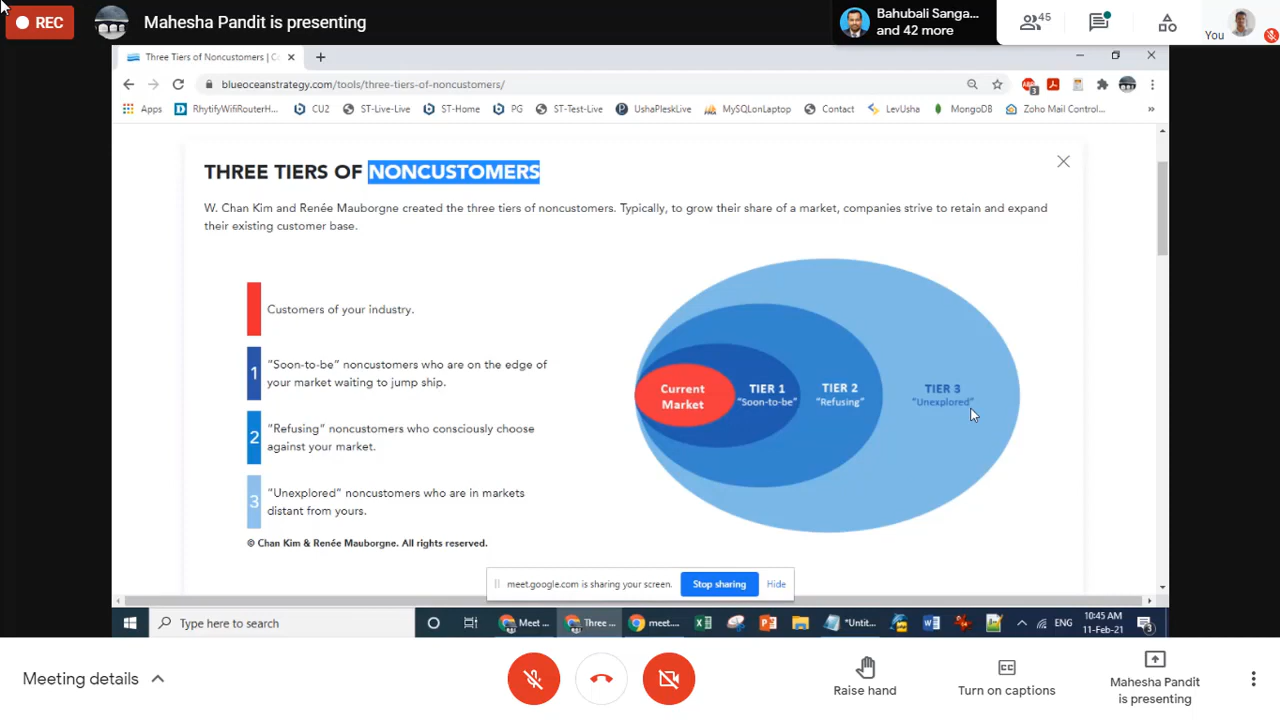 REC
Mahesha Pandit is presenting
Bahubali Sanga...
and 42 more
45
You
Three Tiers of Noncustomers | Co
blueoceanstrategy.com/tools/three-tiers-of-noncustomers/
Apps
RhytifyWifiRouterH...
CU2
ST-Live-Live
ST-Home
PG
ST-Test-Live
UshaPleskLive
MySQLonLaptop
Contact
LevUsha
MongoDB
Zoho Mail Control...
THREE TIERS OF NONCUSTOMERS
W. Chan Kim and Renée Mauborgne created the three tiers of noncustomers. Typically, to grow their share of a market, companies strive to retain and expand
their existing customer base.
Customers of your industry.
1
“Soon-to-be” noncustomers who are on the edge of
your market waiting to jump ship.
2
“Refusing” noncustomers who consciously choose
against your market.
3
“Unexplored” noncustomers who are in markets
distant from yours.
© Chan Kim & Renée Mauborgne. All rights reserved.
Current
Market
TIER 1
“Soon-to-be”
TIER 2
“Refusing”
TIER 3
“Unexplored”
meet.google.com is sharing your screen.
Stop sharing
Hide
Type here to search
Meet ...
Three ...
meet....
*Untit...
ENG
10:45 AM
11-Feb-21
3
Meeting details
Raise hand
Turn on captions
Mahesha Pandit
is presenting